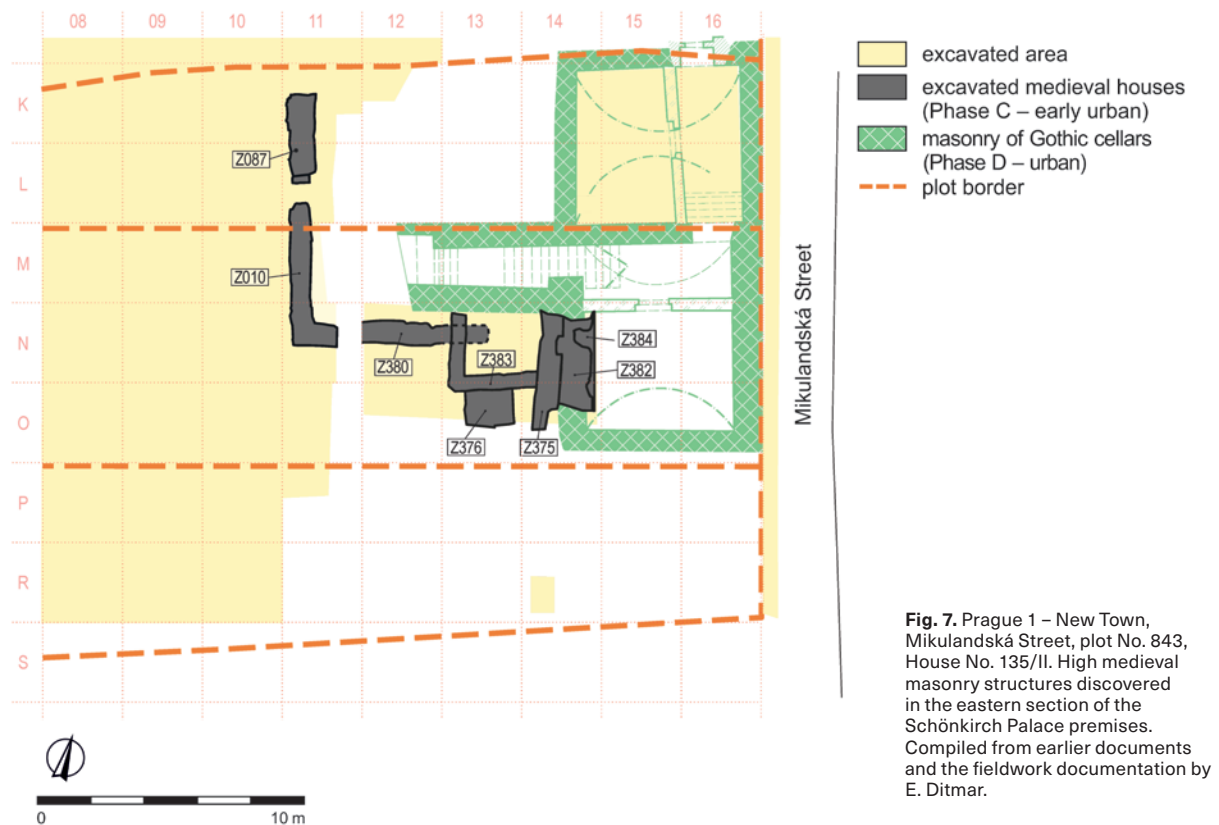 08 09 10 11 12 13 14 15 16
K
L
M
N
O
P
R
S
Z087
Z010
Z380
Z383
Z384
Z382
Z376
Z375
Mikulandská Street
excavated area
excavated medieval houses
(Phase C – early urban)
masonry of Gothic cellars
(Phase D – urban)
plot border
0 10 m
Fig. 7. Prague 1 – New Town,
Mikulandská Street, plot No. 843,
House No. 135/II. High medieval
masonry structures discovered
in the eastern section of the
Schönkirch Palace premises.
Compiled from earlier documents
and the fieldwork documentation by
E. Ditmar.